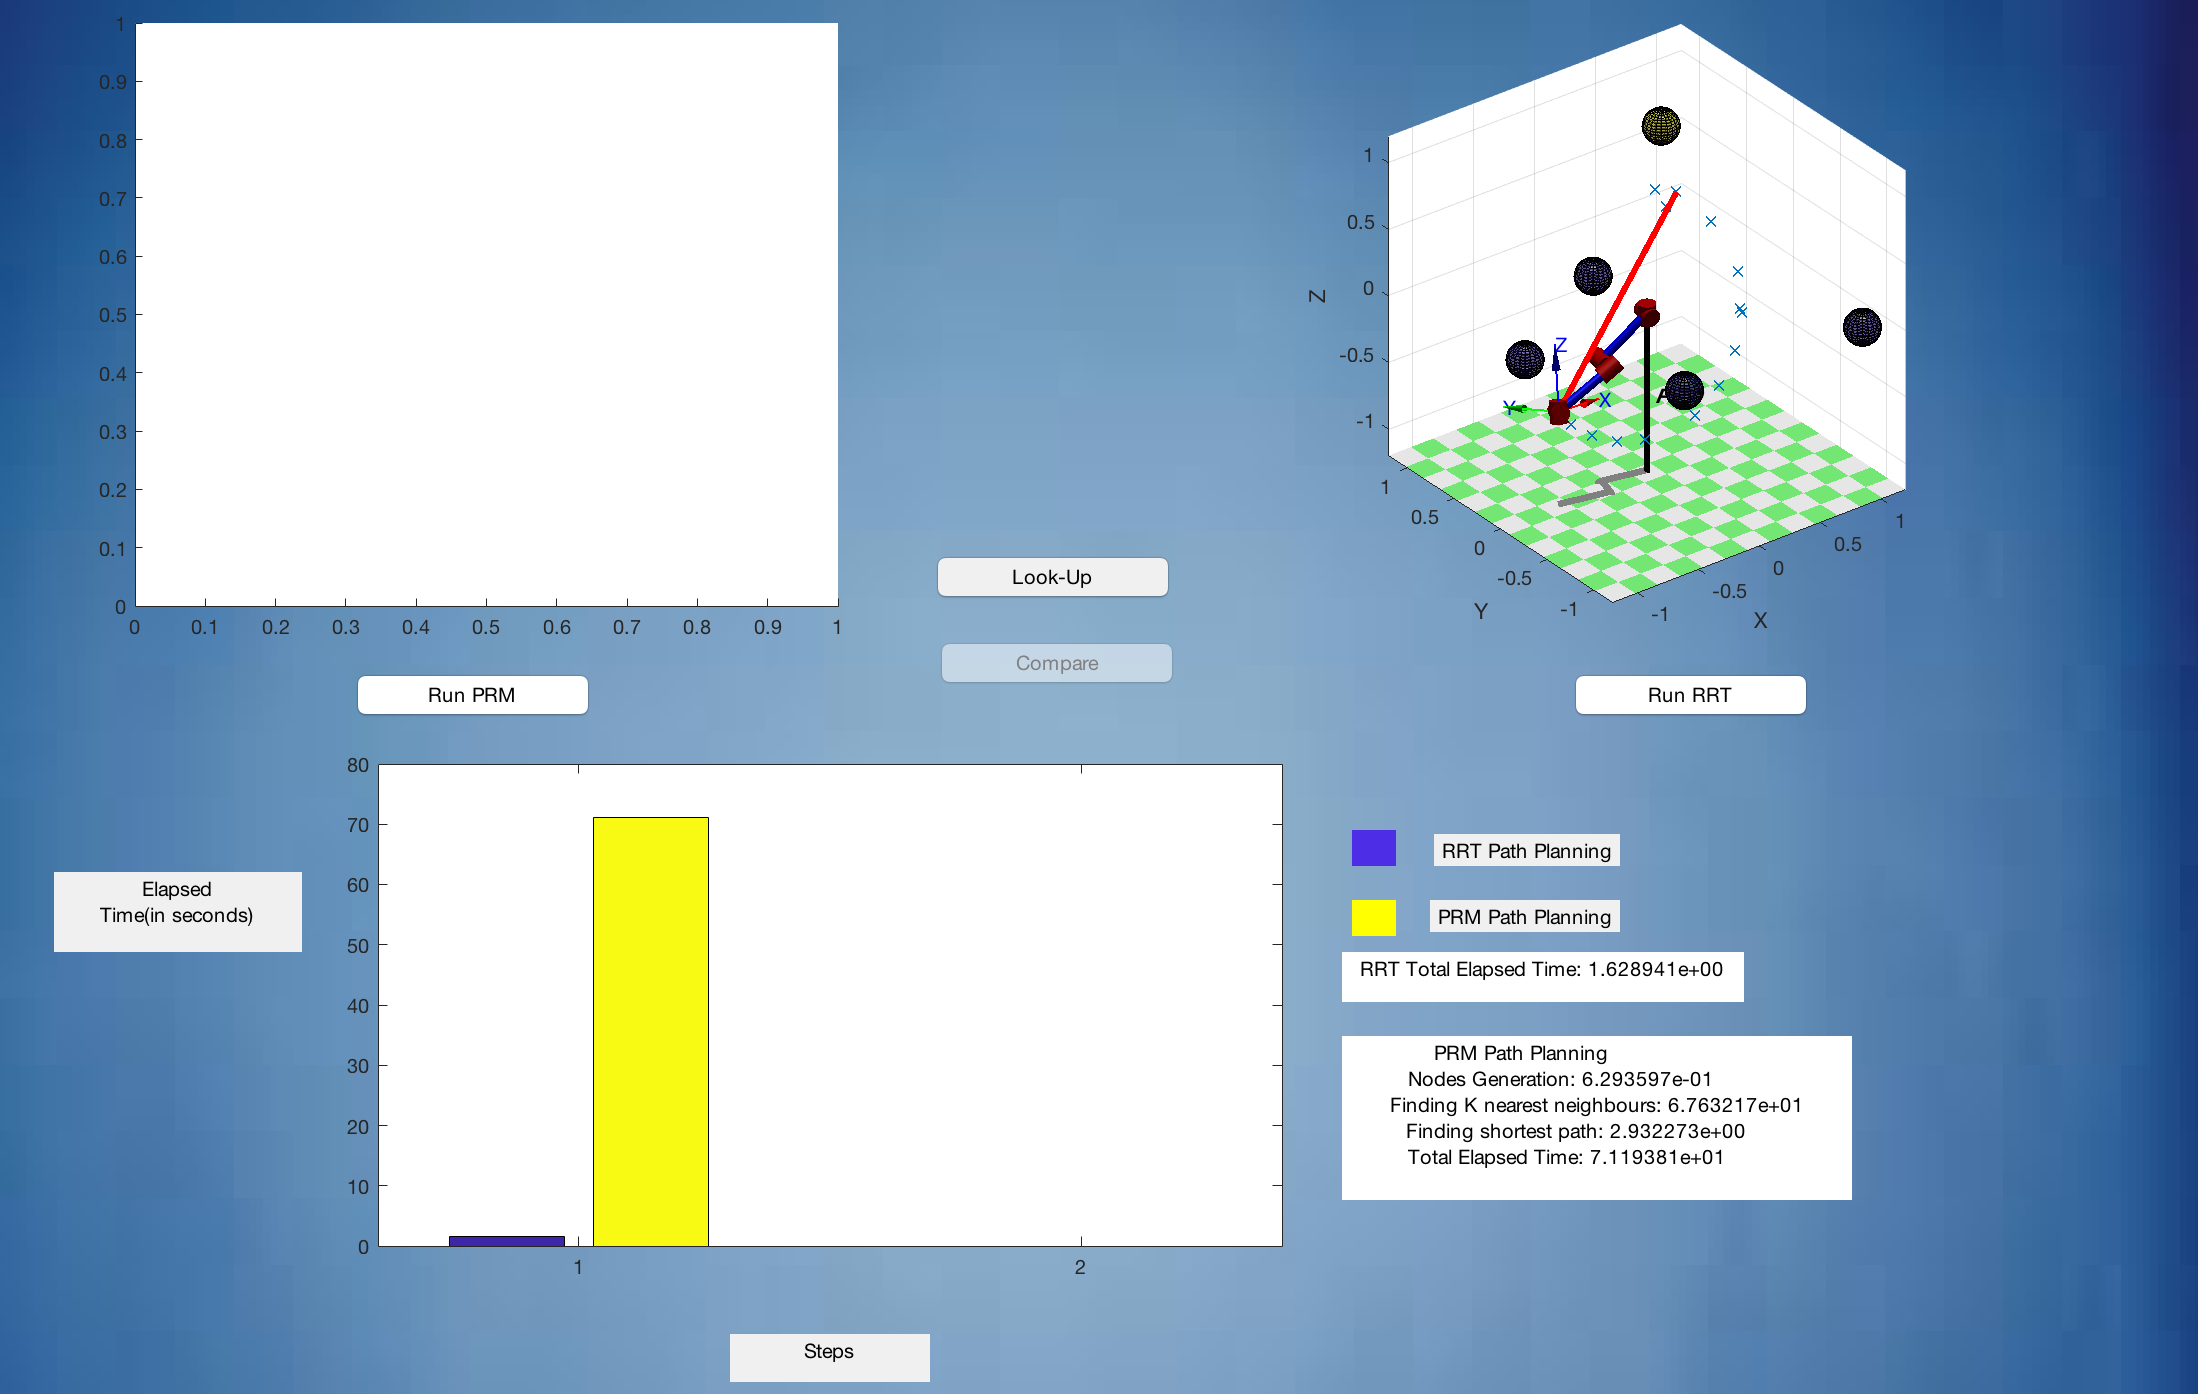 1
0.9
0.8
0.7
0.6
0.5
0.4
0.3
0.2
0.1
0
0 0.1 0.2 0.3 0.4 0.5 0.6 0.7 0.8 0.9 1
Run PRM
Look-Up
Compare
1
0.5
0
-0.5
-1
Z
Z
Y
X
1
0.5
0
-0.5
-1
Y
-1
-0.5
0
0.5
1
X
Run RRT
Elapsed
Time(in seconds)
80
70
60
50
40
30
20
10
0
1 2
Steps
RRT Path Planning
PRM Path Planning
RRT Total Elapsed Time: 1.628941e+00
PRM Path Planning
Nodes Generation: 6.293597e-01
Finding K nearest neighbours: 6.763217e+01
Finding shortest path: 2.932273e+00
Total Elapsed Time: 7.119381e+01